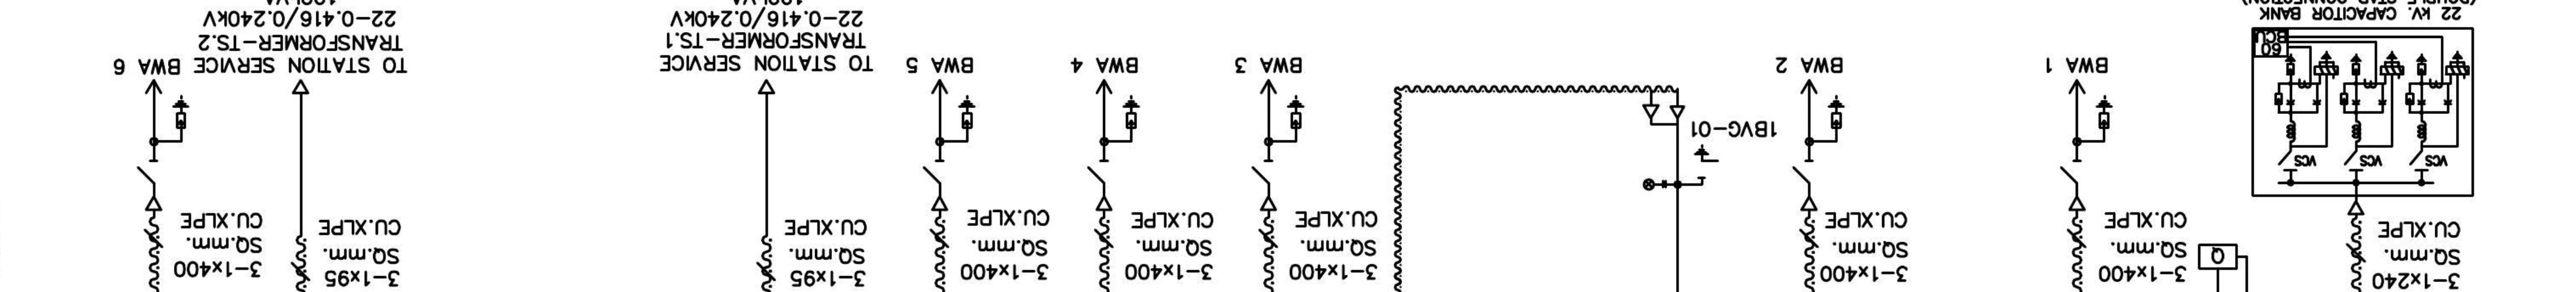 3-1x240
SQ.mm.
CU.XLPE
VCS
VCS
VCS
60
BCU
22 kV. CAPACITOR BANK
Q
3-1x400
SQ.mm.
CU.XLPE
BWA 1
3-1x400
SQ.mm.
CU.XLPE
BWA 2
1BVG-01
3-1x400
SQ.mm.
CU.XLPE
BWA 3
3-1x400
SQ.mm.
CU.XLPE
BWA 4
3-1x400
SQ.mm.
CU.XLPE
BWA 5
3-1x95
SQ.mm.
CU.XLPE
TO STATION SERVICE
TRANSFORMER-TS.1
22-0.416/0.240kV
3-1x95
SQ.mm.
CU.XLPE
TO STATION SERVICE
TRANSFORMER-TS.2
22-0.416/0.240kV
3-1x400
SQ.mm.
CU.XLPE
BWA 6